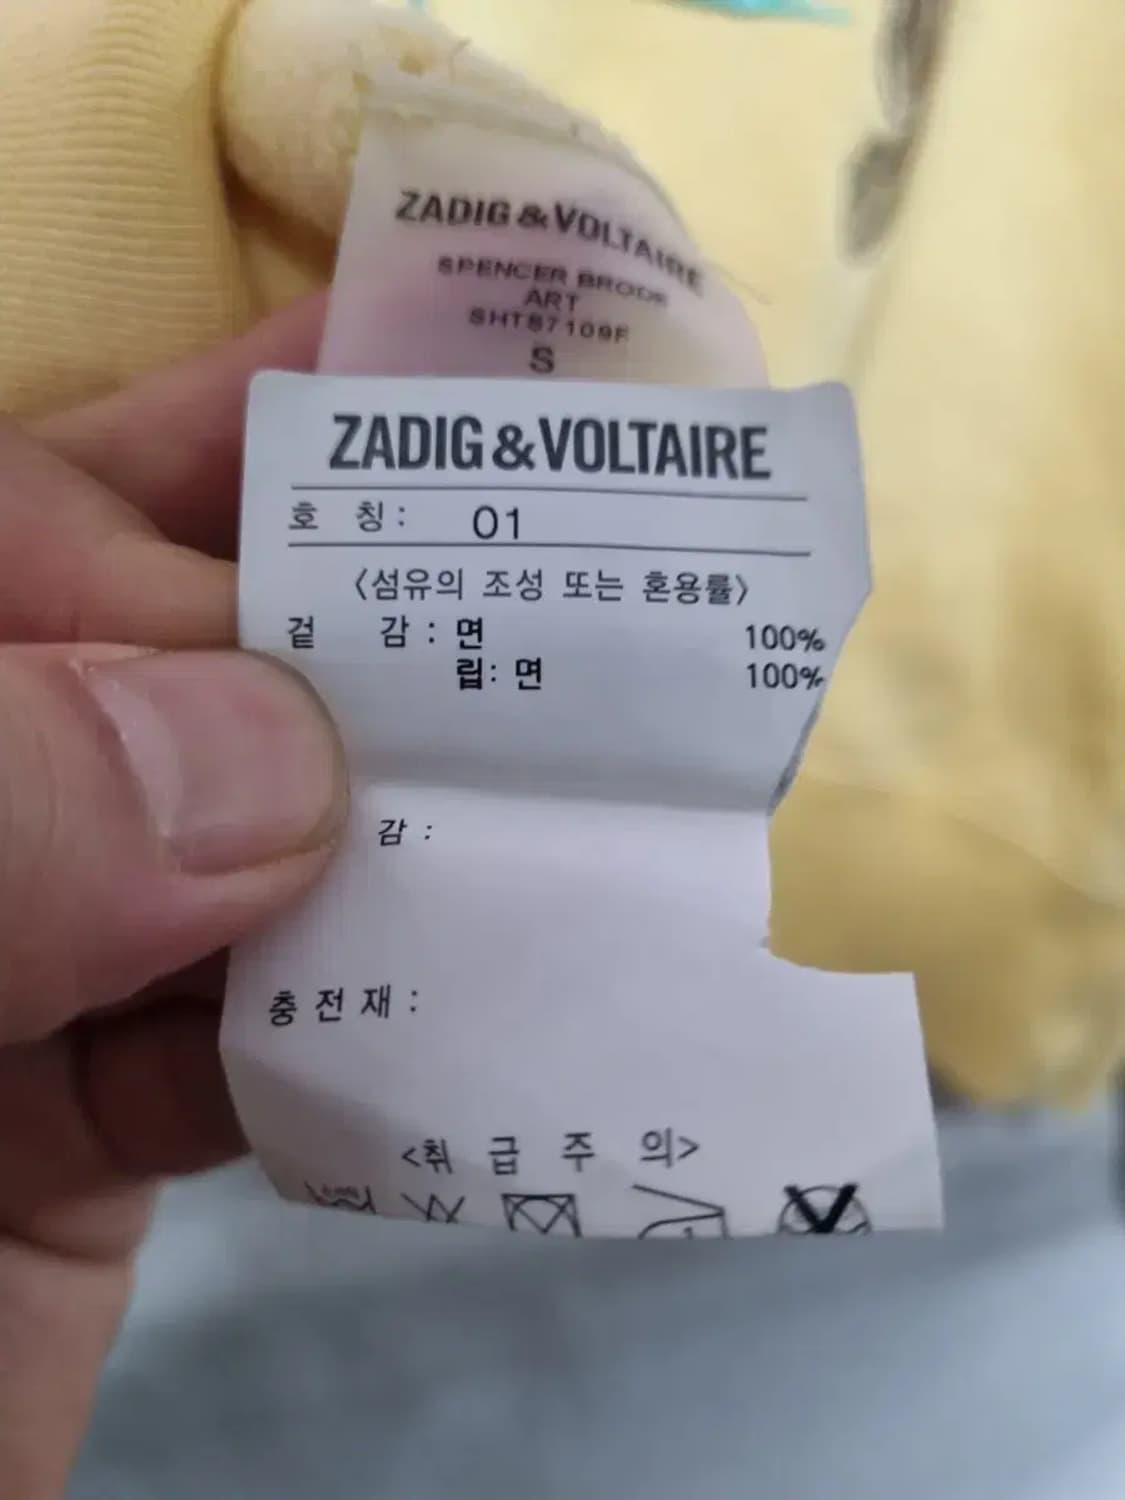 ZADIG & VOLTAIRE
SPENCER BRODE
ART
SHTS7109F
S
ZADIG & VOLTAIRE
호 칭 : 01
〈섬유의 조성 또는 혼용률〉
겉 감 : 면 100%
립 : 면 100%
감 :
충 전 재 :
<취 급 주 의>